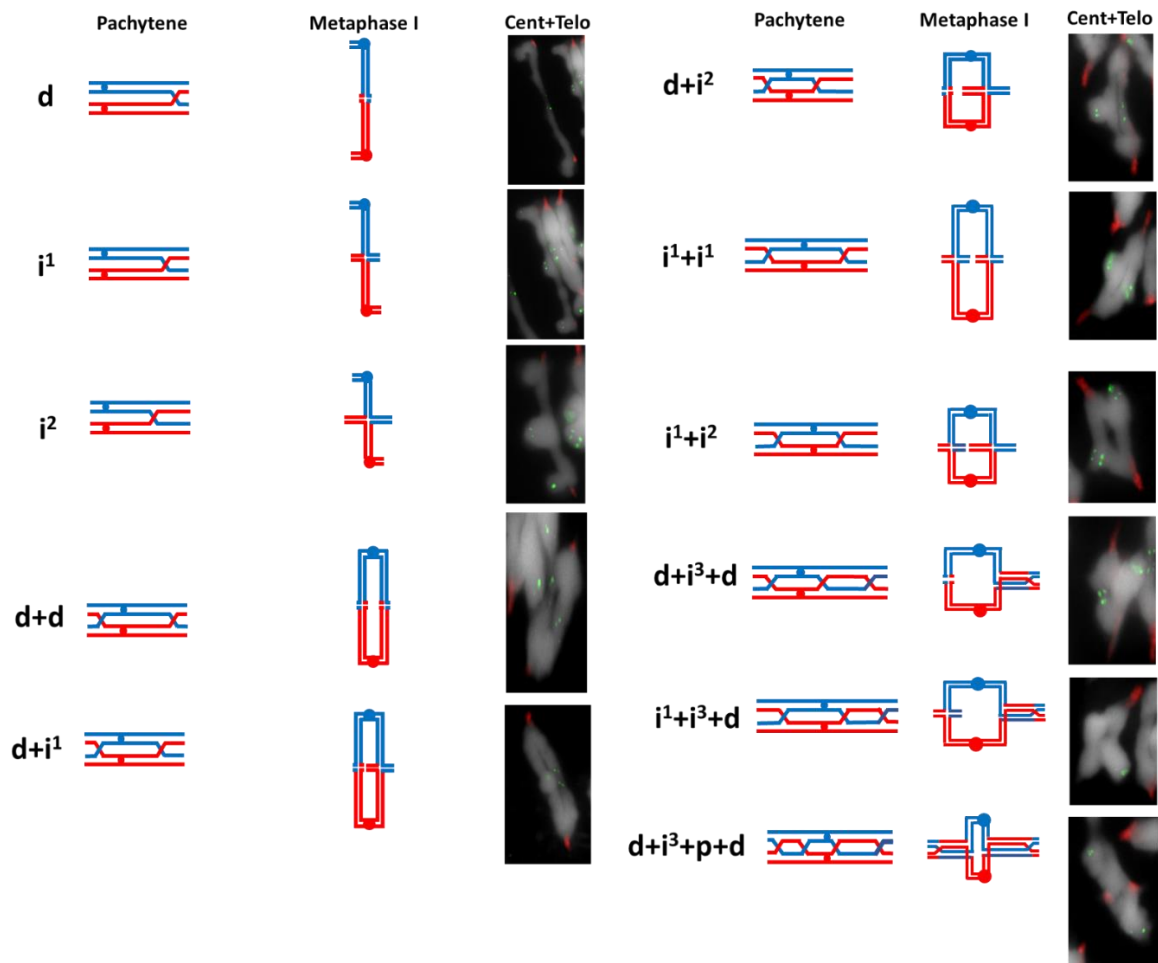 Pachytene Metaphase I Cent+Telo
d
i¹
i²
d+d
d+i¹
Pachytene Metaphase I Cent+Telo
d+i²
i¹+i¹
i¹+i²
d+i³+d
i¹+i³+d
d+i³+p+d